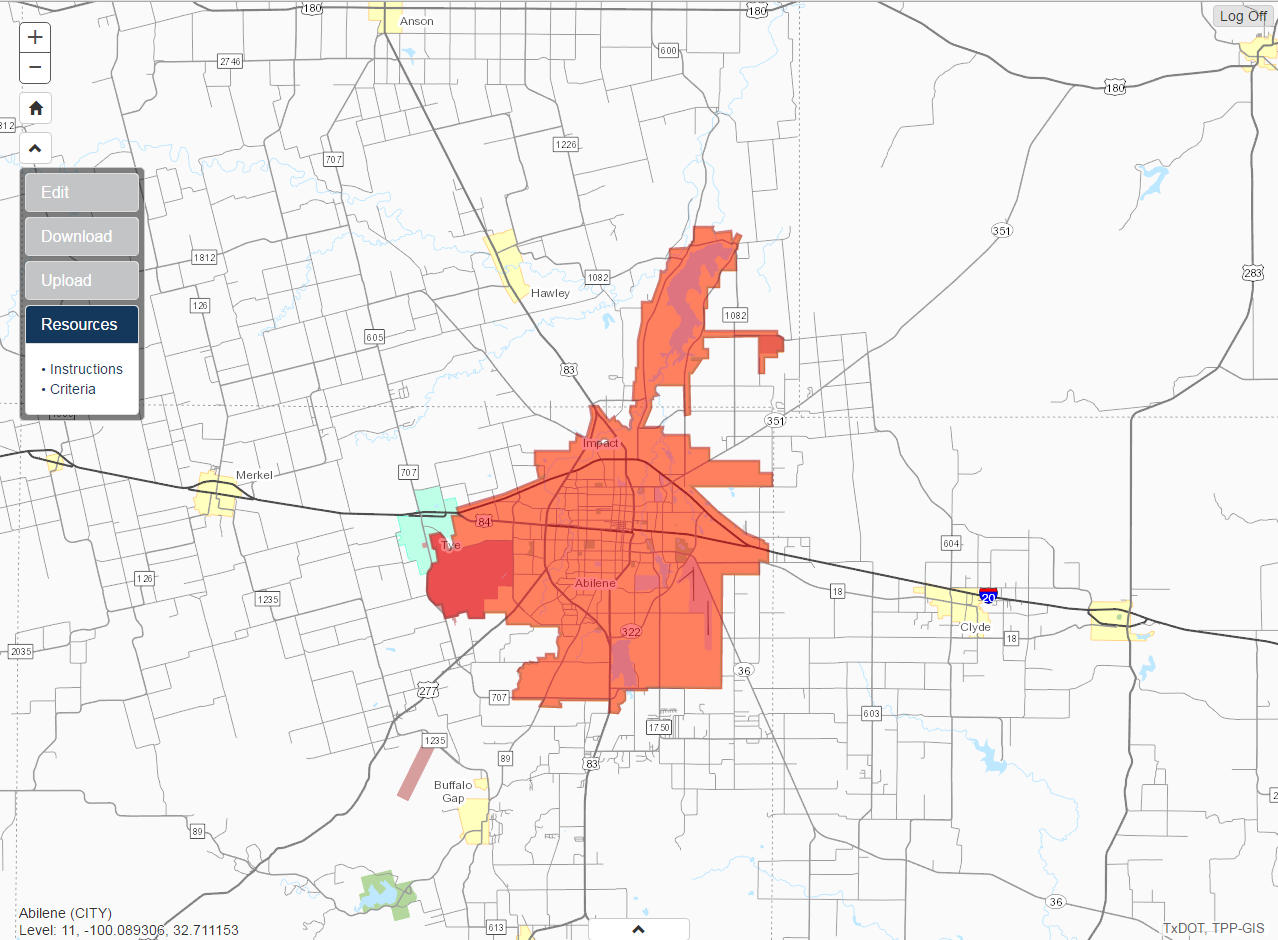 180
Anson
180
Log Off
+
600
−
2746
180
1226
707
Edit
351
Download
1812
1082
283
Upload
Hawley
126
1082
Resources
605
• Instructions
83
• Criteria
351
Impact
707
Merkel
84
Tye
604
126
Abilene
18
20
1235
Clyde
322
18
2035
36
277
707
603
1750
1235
89
83
Buffalo
Gap
89
36
Abilene (CITY)
613
Level: 11, -100.089306, 32.711153
TxDOT, TPP-GIS